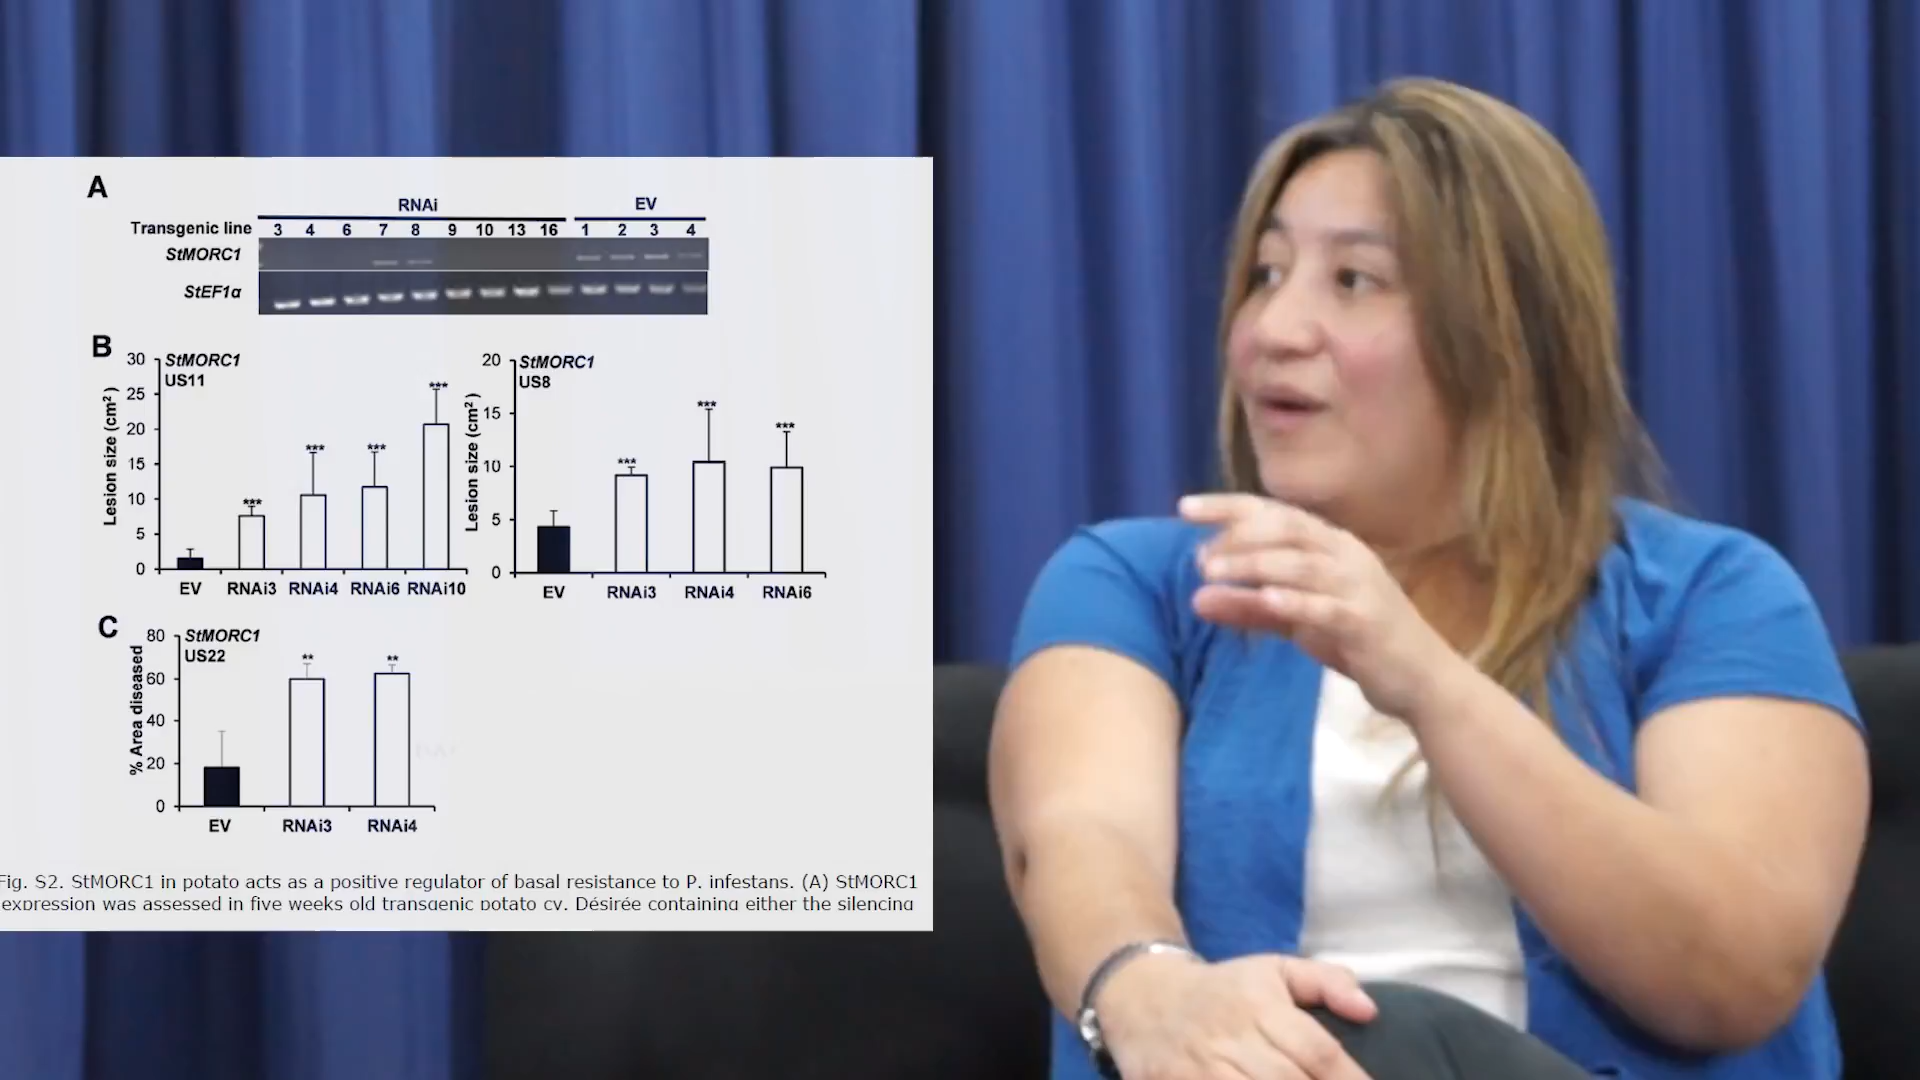 A
RNAi EV
Transgenic line 3 4 6 7 8 9 10 13 16 1 2 3 4
StMORC1
StEF1α
B
StMORC1
US11
Lesion size (cm²)
30
25
20
15
10
5
0
***
***
***
***
EV RNAi3 RNAi4 RNAi6 RNAi10
StMORC1
US8
Lesion size (cm²)
20
15
10
5
0
***
***
***
EV RNAi3 RNAi4 RNAi6
C
StMORC1
US22
% Area diseased
80
60
40
20
0
**
**
EV RNAi3 RNAi4
Fig. S2. StMORC1 in potato acts as a positive regulator of basal resistance to P. infestans. (A) StMORC1
expression was assessed in five weeks old transgenic potato cv. Désirée containing either the silencing